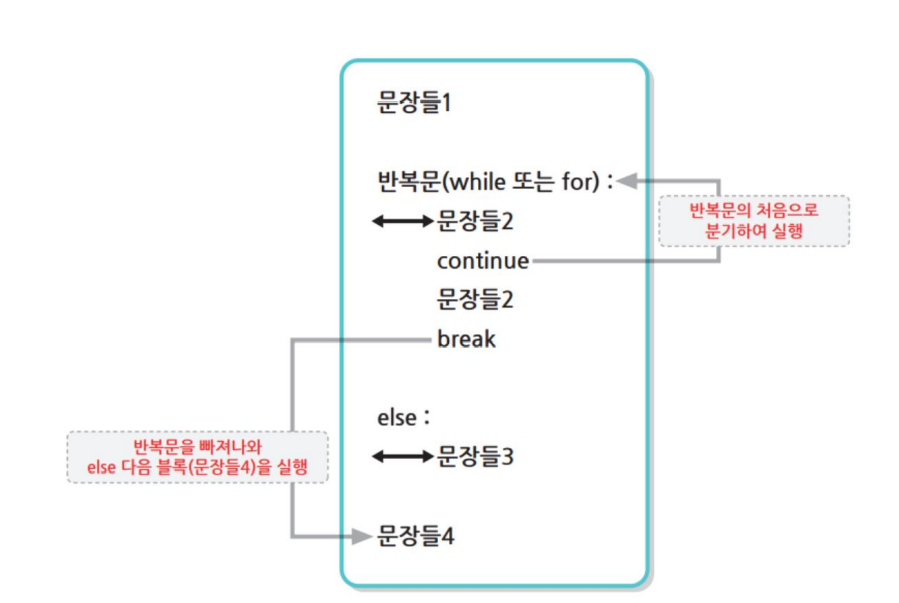 문장들1
반복문(while 또는 for) :
반복문의 처음으로
분기하여 실행
문장들2
continue
문장들2
break
else :
반복문을 빠져나와
else 다음 블록(문장들4)을 실행
문장들3
문장들4